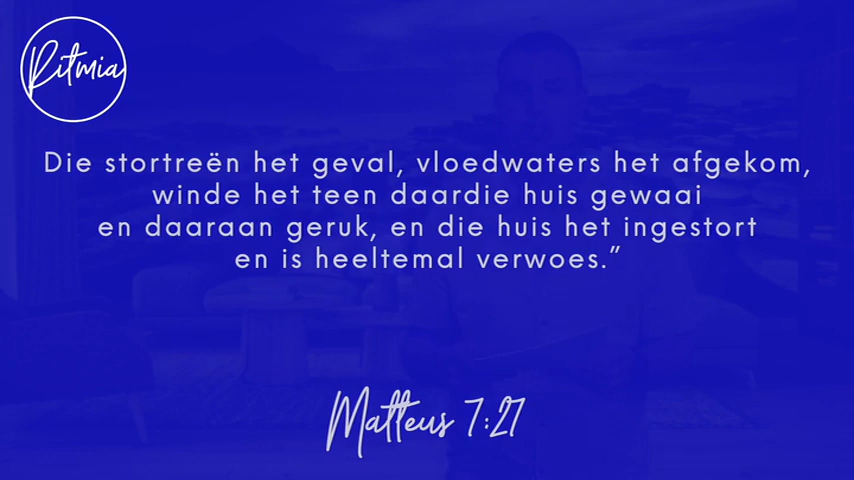 Ritmia
Die stortreën het geval, vloedwaters het afgekom,
winde het teen daardie huis gewaai
en daaraan geruk, en die huis het ingestort
en is heeltemal verwoes.”
Matteus 7:27